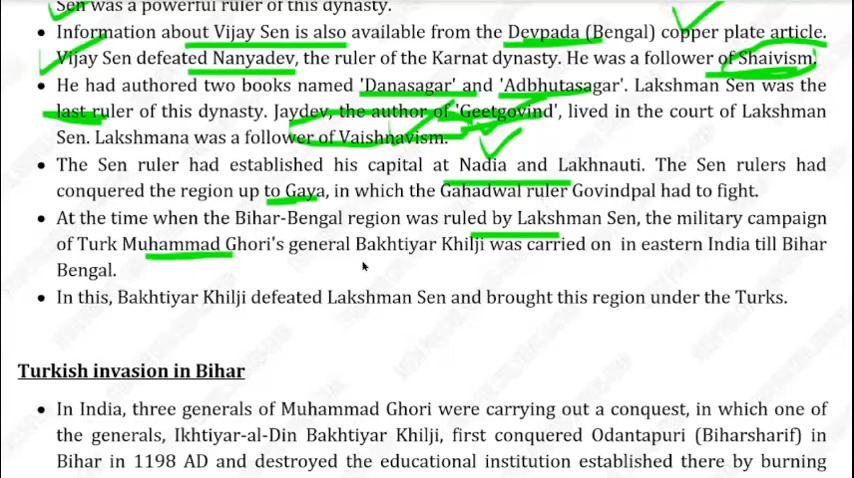 Sen was a powerful ruler of this dynasty.
• Information about Vijay Sen is also available from the Devpada (Bengal) copper plate article.
Vijay Sen defeated Nanyadev, the ruler of the Karnat dynasty. He was a follower of Shaivism.
• He had authored two books named 'Danasagar' and 'Adbhutasagar'. Lakshman Sen was the
last ruler of this dynasty. Jaydev, the author of 'Geetgovind', lived in the court of Lakshman
Sen. Lakshmana was a follower of Vaishnavism.
• The Sen ruler had established his capital at Nadia and Lakhnauti. The Sen rulers had
conquered the region up to Gaya, in which the Gahadwal ruler Govindpal had to fight.
• At the time when the Bihar-Bengal region was ruled by Lakshman Sen, the military campaign
of Turk Muhammad Ghori's general Bakhtiyar Khilji was carried on in eastern India till Bihar
Bengal.
• In this, Bakhtiyar Khilji defeated Lakshman Sen and brought this region under the Turks.
Turkish invasion in Bihar
• In India, three generals of Muhammad Ghori were carrying out a conquest, in which one of
the generals, Ikhtiyar-al-Din Bakhtiyar Khilji, first conquered Odantapuri (Biharsharif) in
Bihar in 1198 AD and destroyed the educational institution established there by burning